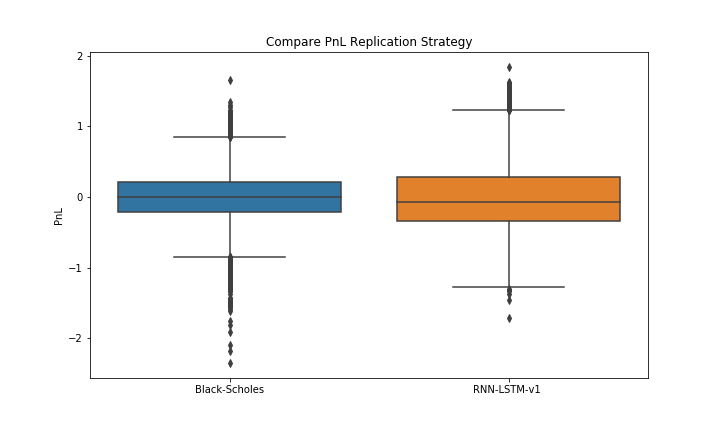 Compare PnL Replication Strategy
2
1
0
−1
−2
PnL
Black-Scholes
RNN-LSTM-v1